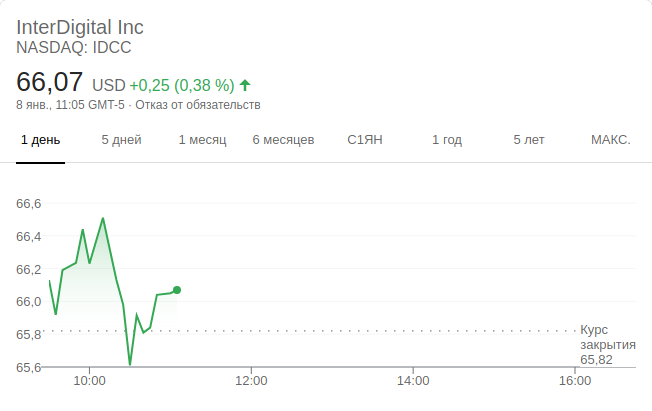 InterDigital Inc
NASDAQ: IDCC
66,07 USD +0,25 (0,38 %)
8 янв., 11:05 GMT-5 · Отказ от обязательств
1 день 5 дней 1 месяц 6 месяцев С1ЯН 1 год 5 лет МАКС.
66,6
66,4
66,2
66,0
65,8
65,6
Курс
закрытия
65,82
10:00 12:00 14:00 16:00